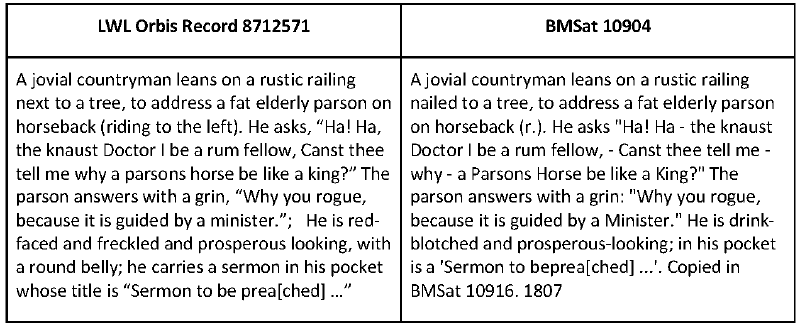 LWL Orbis Record 8712571
A jovial countryman leans on a rustic railing
next to a tree, to address a fat elderly parson on
horseback (riding to the left). He asks, “Ha! Ha,
the knaust Doctor I be a rum fellow, Canst thee
tell me why a parsons horse be like a king?” The
parson answers with a grin, “Why you rogue,
because it is guided by a minister.”;   He is red-
faced and freckled and prosperous looking, with
a round belly; he carries a sermon in his pocket
whose title is “Sermon to be prea[ched] …”
BMSat 10904
A jovial countryman leans on a rustic railing
nailed to a tree, to address a fat elderly parson
on horseback (r.). He asks "Ha! Ha - the knaust
Doctor I be a rum fellow, - Canst thee tell me -
why - a Parsons Horse be like a King?" The
parson answers with a grin: "Why you rogue,
because it is guided by a Minister." He is drink-
blotched and prosperous-looking; in his pocket
is a 'Sermon to beprea[ched] ...'. Copied in
BMSat 10916. 1807